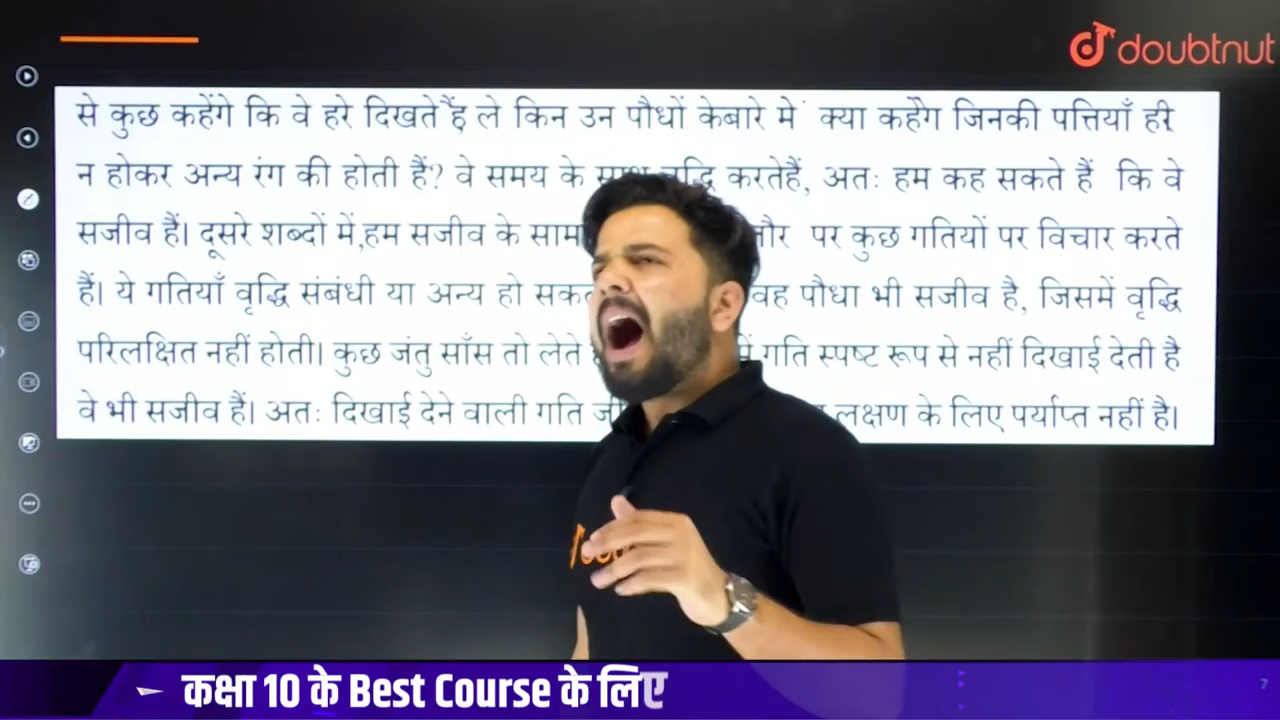 doubtnut
से कुछ कहेंगे कि वे हरे दिखते हैं ले किन उन पौधों केबारे में क्या कहेंगे जिनकी पत्तियाँ हरी
न होकर अन्य रंग की होती हैं? वे समय के साथ वृद्धि करतेहैं, अतः हम कह सकते हैं कि वे
सजीव हैं। दूसरे शब्दों में,हम सजीव के पर कुछ गतियों पर विचार करते
हैं। ये गतियाँ वृद्धि संबंधी या अन्य हो वह पौधा भी सजीव है, जिसमें वृद्धि
परिलक्षित नहीं होती। कुछ जंतु साँस तो लेते गति स्पष्ट रूप से नहीं दिखाई देती है
वे भी सजीव हैं। अतः दिखाई देने वाली गति लक्षण के लिए पर्याप्त नहीं है।
कक्षा 10 के Best Course के लिए
7